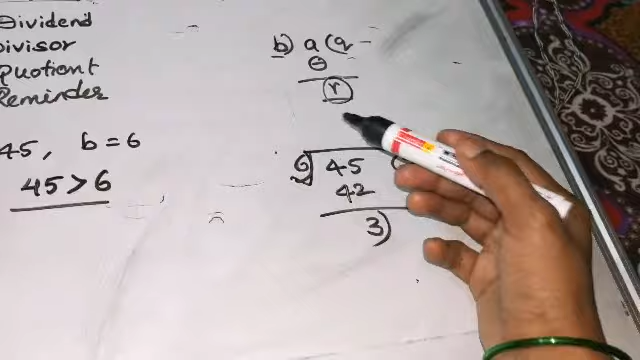 Dividend
Divisor
Quotient
Reminder
45, b = 6
45 > 6
b) a (q
r
6) 45
42
3)